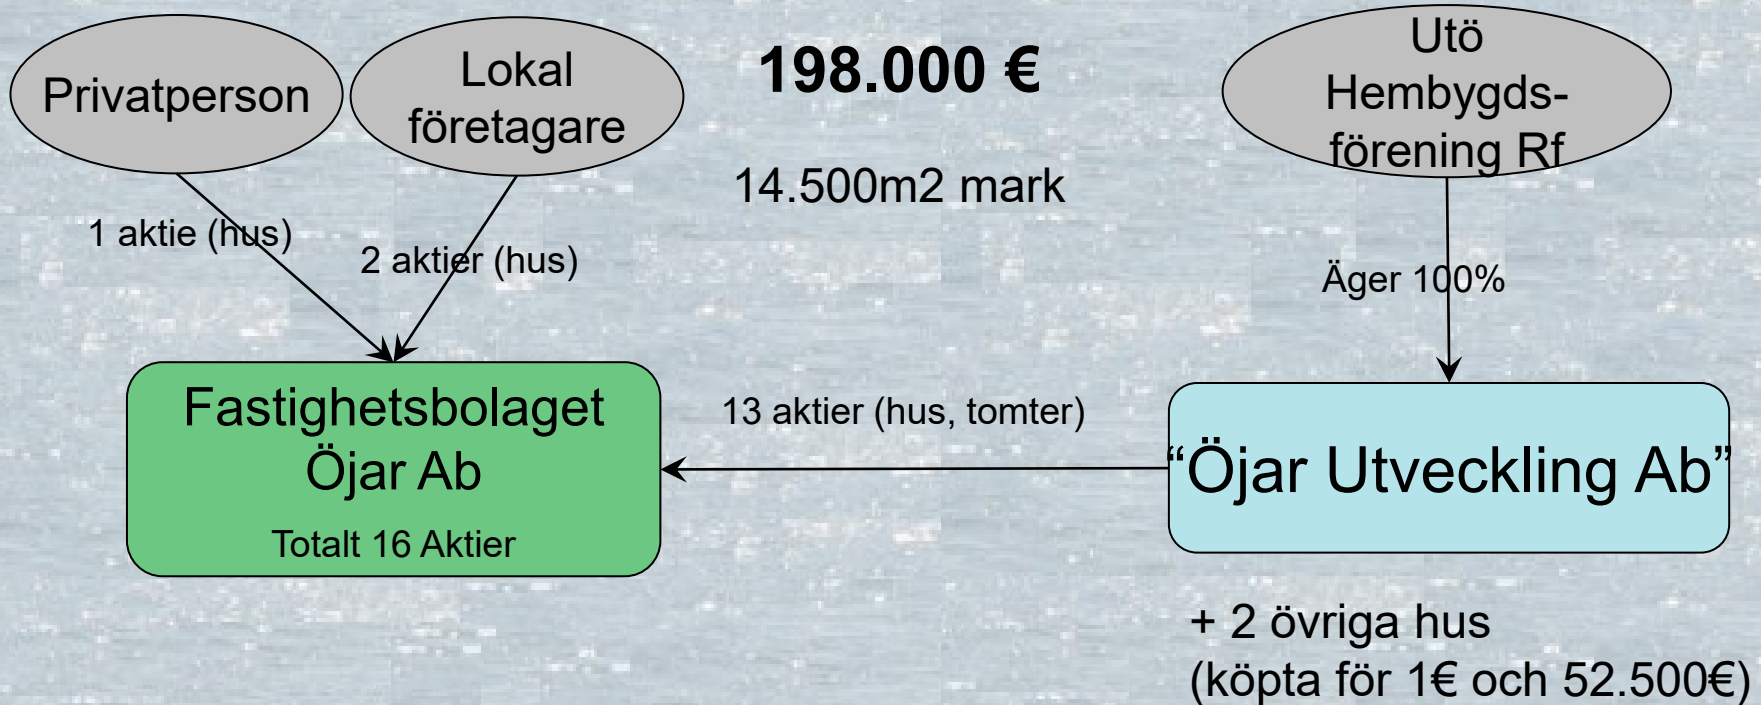 Privatperson
Lokal
företagare
198.000 €
14.500m2 mark
Utö
Hembygds-
förening Rf
1 aktie (hus)
2 aktier (hus)
Äger 100%
Fastighetsbolaget
Öjar Ab
Totalt 16 Aktier
13 aktier (hus, tomter)
“Öjar Utveckling Ab”
+ 2 övriga hus
(köpta för 1€ och 52.500€)